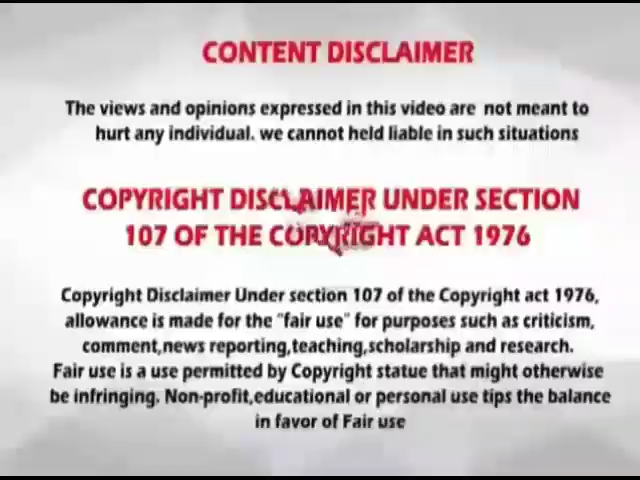 CONTENT DISCLAIMER
The views and opinions expressed in this video are not meant to
hurt any individual. we cannot held liable in such situations
COPYRIGHT DISCLAIMER UNDER SECTION
107 OF THE COPYRIGHT ACT 1976
Copyright Disclaimer Under section 107 of the Copyright act 1976,
allowance is made for the "fair use" for purposes such as criticism,
comment,news reporting,teaching,scholarship and research.
Fair use is a use permitted by Copyright statue that might otherwise
be infringing. Non-profit,educational or personal use tips the balance
in favor of Fair use